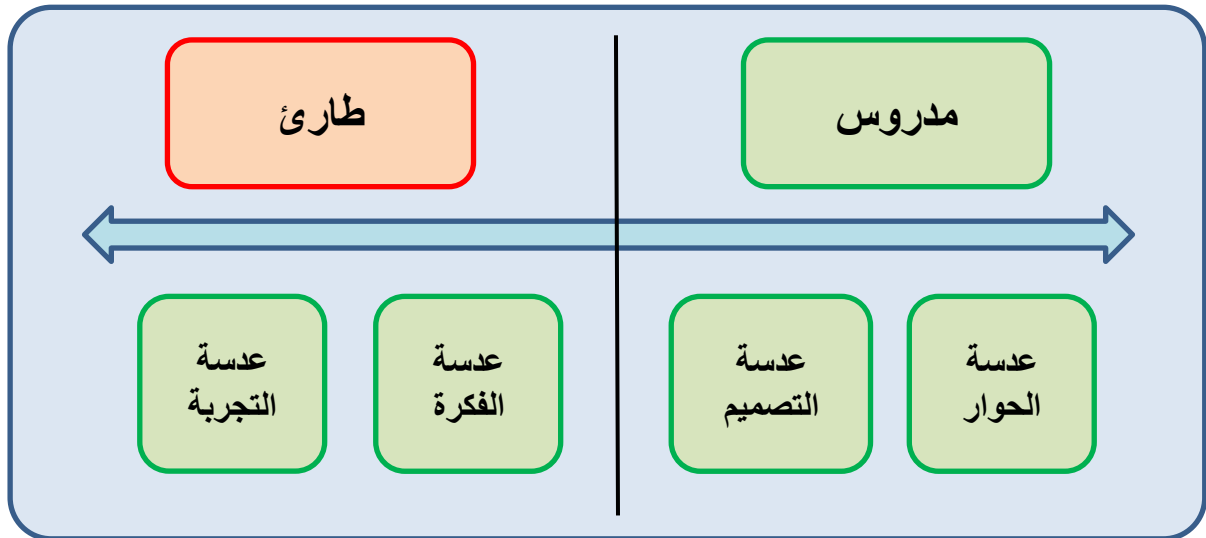 مدروس
طارئ
عدسة
الحوار
عدسة
التصميم
عدسة
الفكرة
عدسة
التجربة